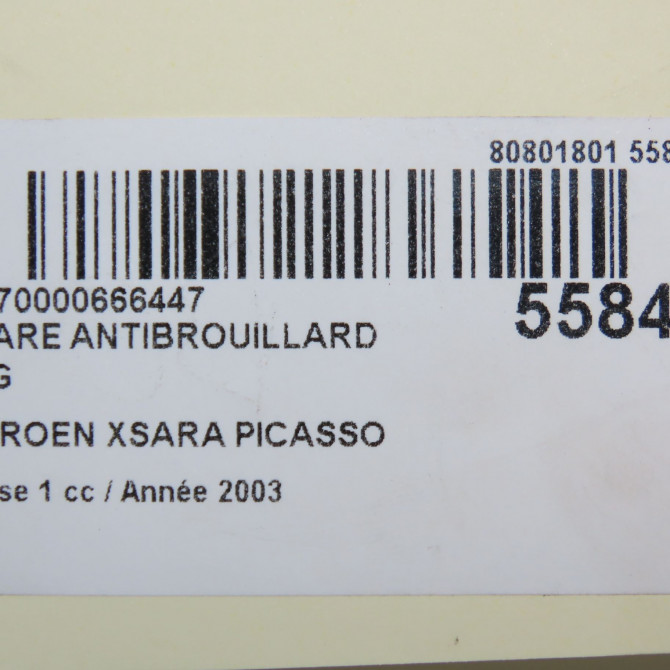 80801801 558
70000666447
5584
ARE ANTIBROUILLARD
G
ROEN XSARA PICASSO
se 1 cc / Année 2003